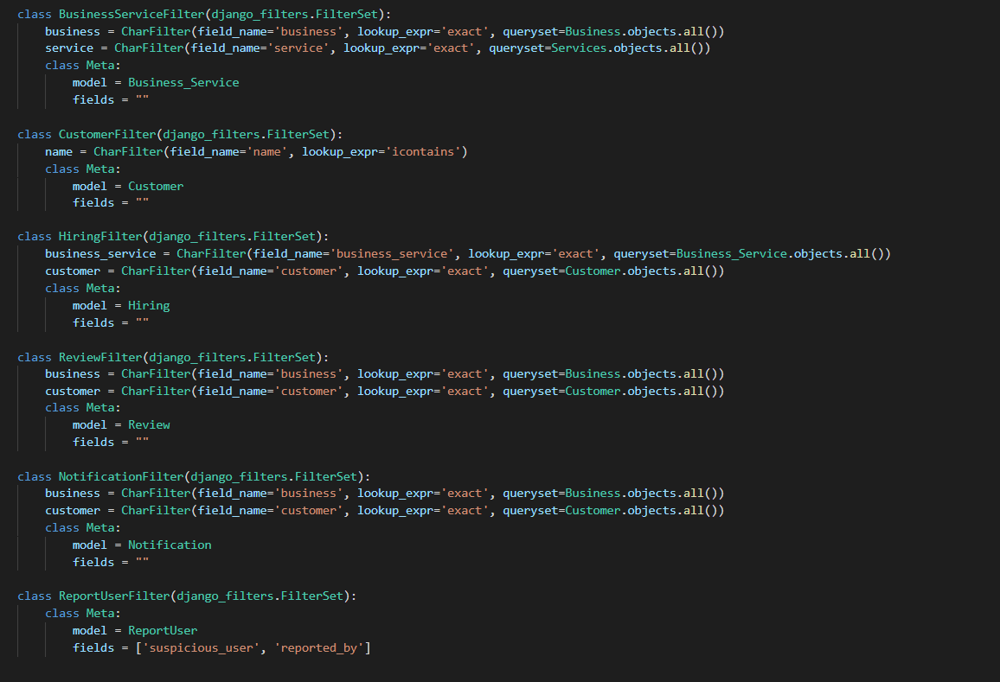 class BusinessServiceFilter(django_filters.FilterSet):
    business = CharFilter(field_name='business', lookup_expr='exact', queryset=Business.objects.all())
    service = CharFilter(field_name='service', lookup_expr='exact', queryset=Services.objects.all())
    class Meta:
        model = Business_Service
        fields = ""

class CustomerFilter(django_filters.FilterSet):
    name = CharFilter(field_name='name', lookup_expr='icontains')
    class Meta:
        model = Customer
        fields = ""

class HiringFilter(django_filters.FilterSet):
    business_service = CharFilter(field_name='business_service', lookup_expr='exact', queryset=Business_Service.objects.all())
    customer = CharFilter(field_name='customer', lookup_expr='exact', queryset=Customer.objects.all())
    class Meta:
        model = Hiring
        fields = ""

class ReviewFilter(django_filters.FilterSet):
    business = CharFilter(field_name='business', lookup_expr='exact', queryset=Business.objects.all())
    customer = CharFilter(field_name='customer', lookup_expr='exact', queryset=Customer.objects.all())
    class Meta:
        model = Review
        fields = ""

class NotificationFilter(django_filters.FilterSet):
    business = CharFilter(field_name='business', lookup_expr='exact', queryset=Business.objects.all())
    customer = CharFilter(field_name='customer', lookup_expr='exact', queryset=Customer.objects.all())
    class Meta:
        model = Notification
        fields = ""

class ReportUserFilter(django_filters.FilterSet):
    class Meta:
        model = ReportUser
        fields = ['suspicious_user', 'reported_by']